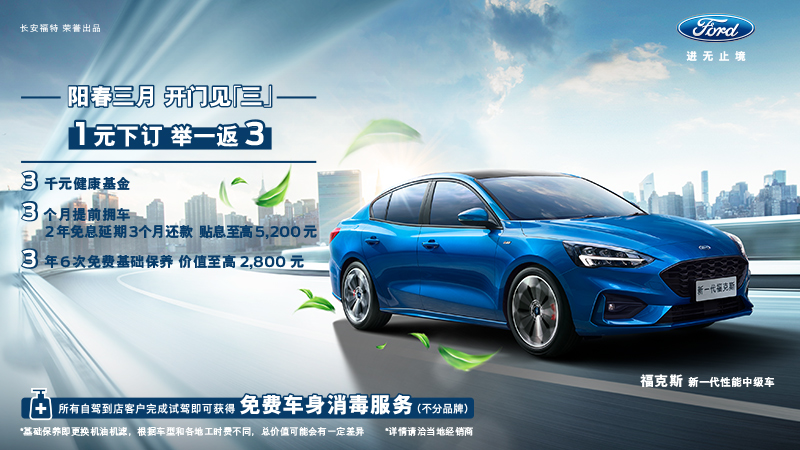 长安福特 荣誉出品
Ford
进无止境
阳春三月 开门见「三」
1元下订 举一返3
3 千元健康基金
3 个月提前拥车
2年免息延期3个月还款 贴息至高5,200元
3 年6次免费基础保养 价值至高2,800元
新一代福克斯
福克斯 新一代性能中级车
所有自驾到店客户完成试驾即可获得 免费车身消毒服务（不分品牌）
*基础保养即更换机油机滤，根据车型和各地工时费不同，总价值可能会有一定差异 *详情请洽当地经销商